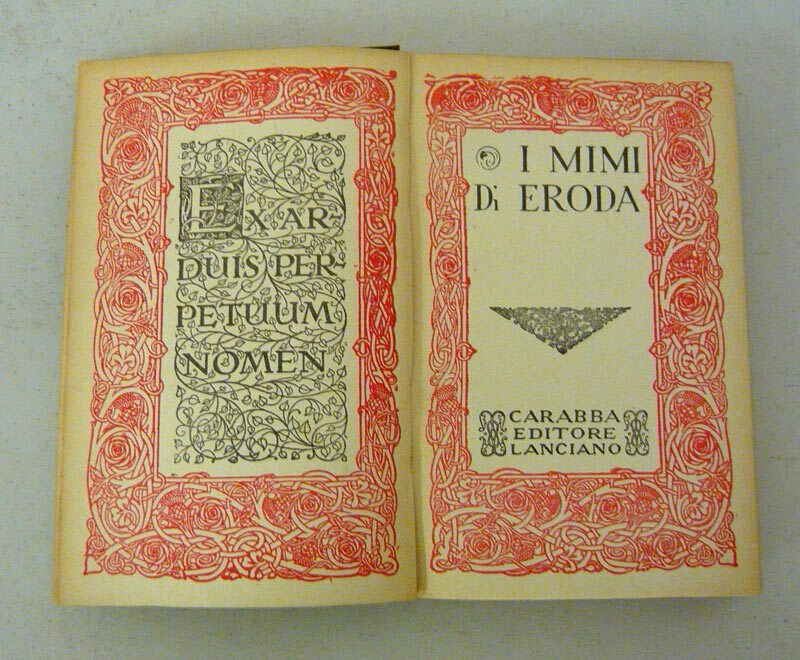 EX AR-
DUIS PER-
PETUUM
NOMEN
I MIMI
Di ERODA
CARABBA
EDITORE
LANCIANO